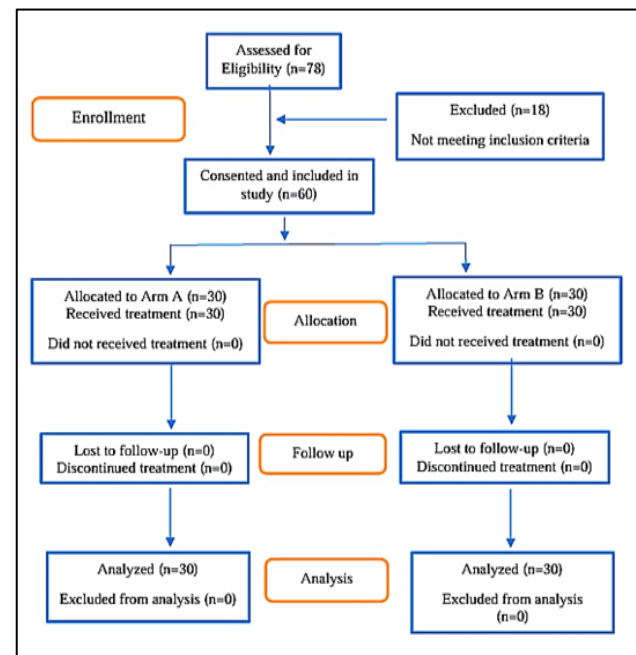 Assessed for
Eligibility (n=78)
Enrollment
Excluded (n=18)
Not meeting inclusion criteria
Consented and included in
study (n=60)
Allocated to Arm A (n=30)
Received treatment (n=30)
Did not received treatment (n=0)
Allocation
Allocated to Arm B (n=30)
Received treatment (n=30)
Did not received treatment (n=0)
Lost to follow-up (n=0)
Discontinued treatment (n=0)
Follow up
Lost to follow-up (n=0)
Discontinued treatment (n=0)
Analyzed (n=30)
Excluded from analysis (n=0)
Analysis
Analyzed (n=30)
Excluded from analysis
(n=0)